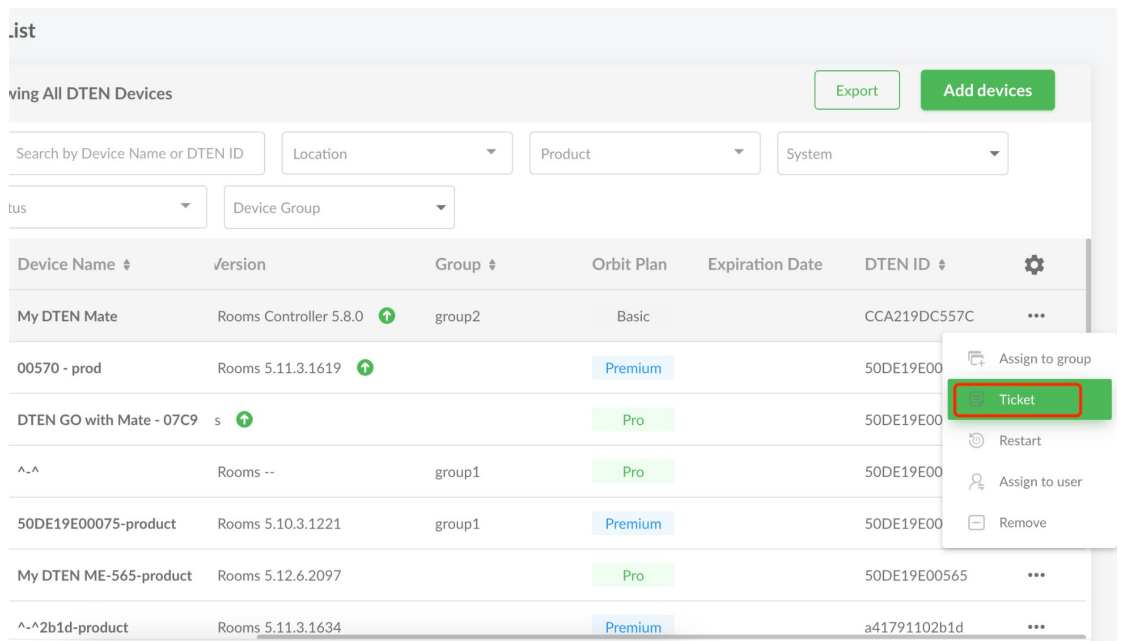 List
wing All DTEN Devices
Export
Add devices
Search by Device Name or DTEN ID
Location
Product
System
tus
Device Group
Device Name Version Group Orbit Plan Expiration Date DTEN ID
My DTEN Mate Rooms Controller 5.8.0 group2 Basic CCA219DC557C
00570 - prod Rooms 5.11.3.1619 Premium 50DE19E00
DTEN GO with Mate - 07C9 s Pro 50DE19E00
^-^ Rooms -- group1 Pro 50DE19E00
50DE19E00075-product Rooms 5.10.3.1221 group1 Premium 50DE19E00
My DTEN ME-565-product Rooms 5.12.6.2097 Pro 50DE19E00565
^-^2b1d-product Rooms 5.11.3.1634 Premium a41791102b1d
Assign to group
Ticket
Restart
Assign to user
Remove